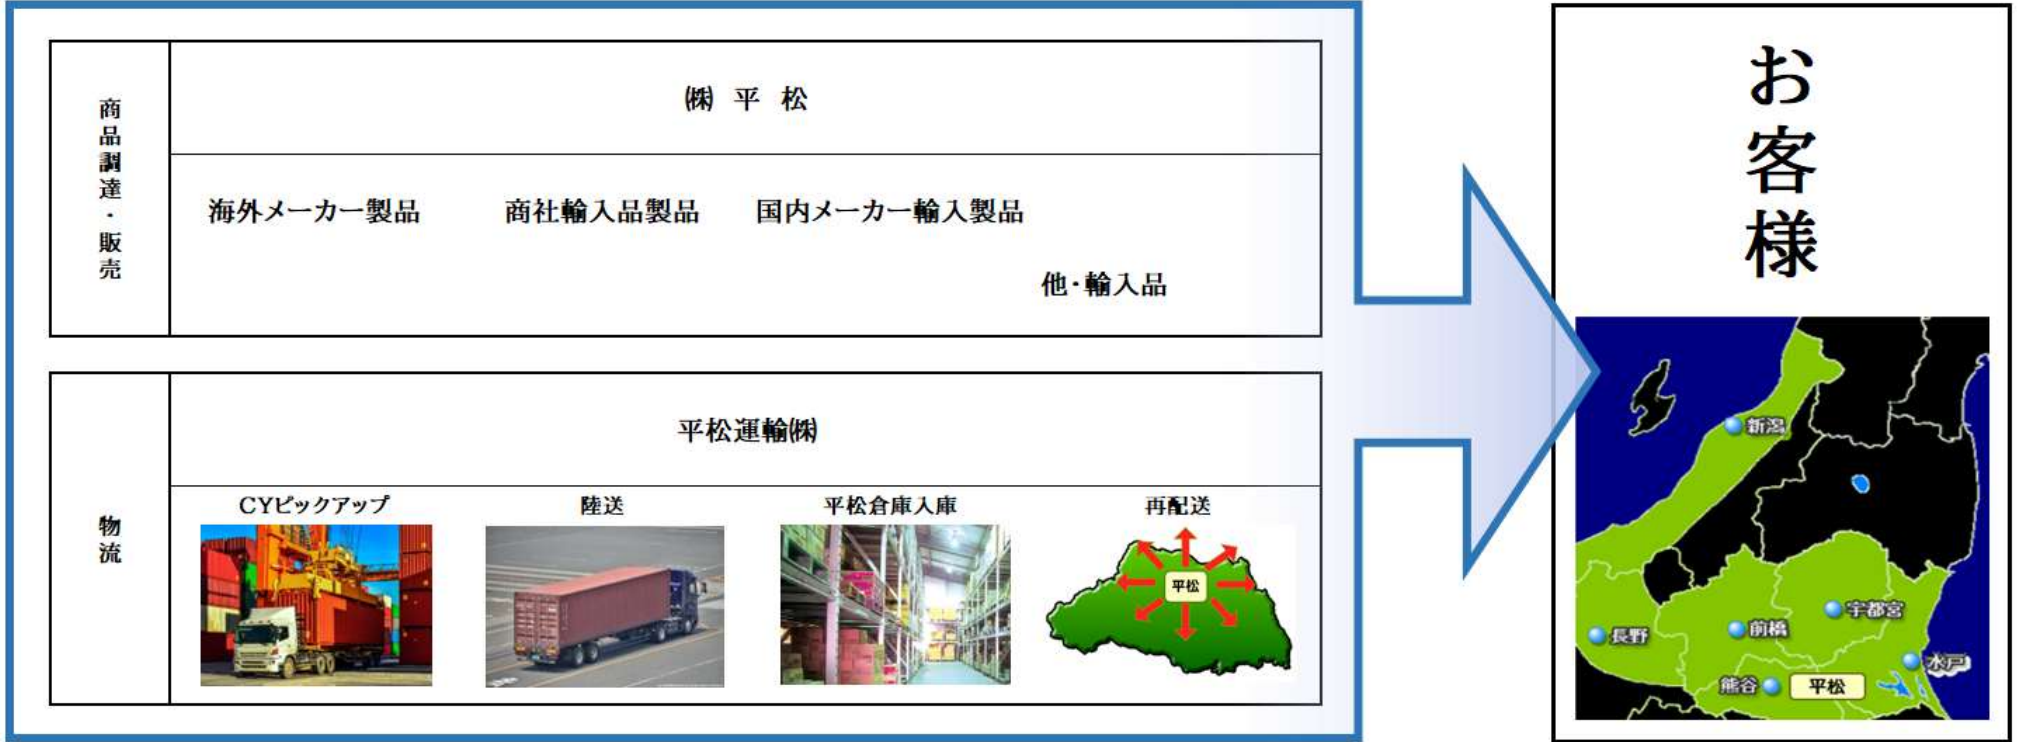 商品調達・販売
㈱ 平 松
海外メーカー製品 商社輸入品製品 国内メーカー輸入製品
他・輸入品
物流
平松運輸㈱
CYピックアップ 陸送 平松倉庫入庫 再配送
平松
お客様
新潟
宇都宮
前橋
長野
水戸
熊谷 平松